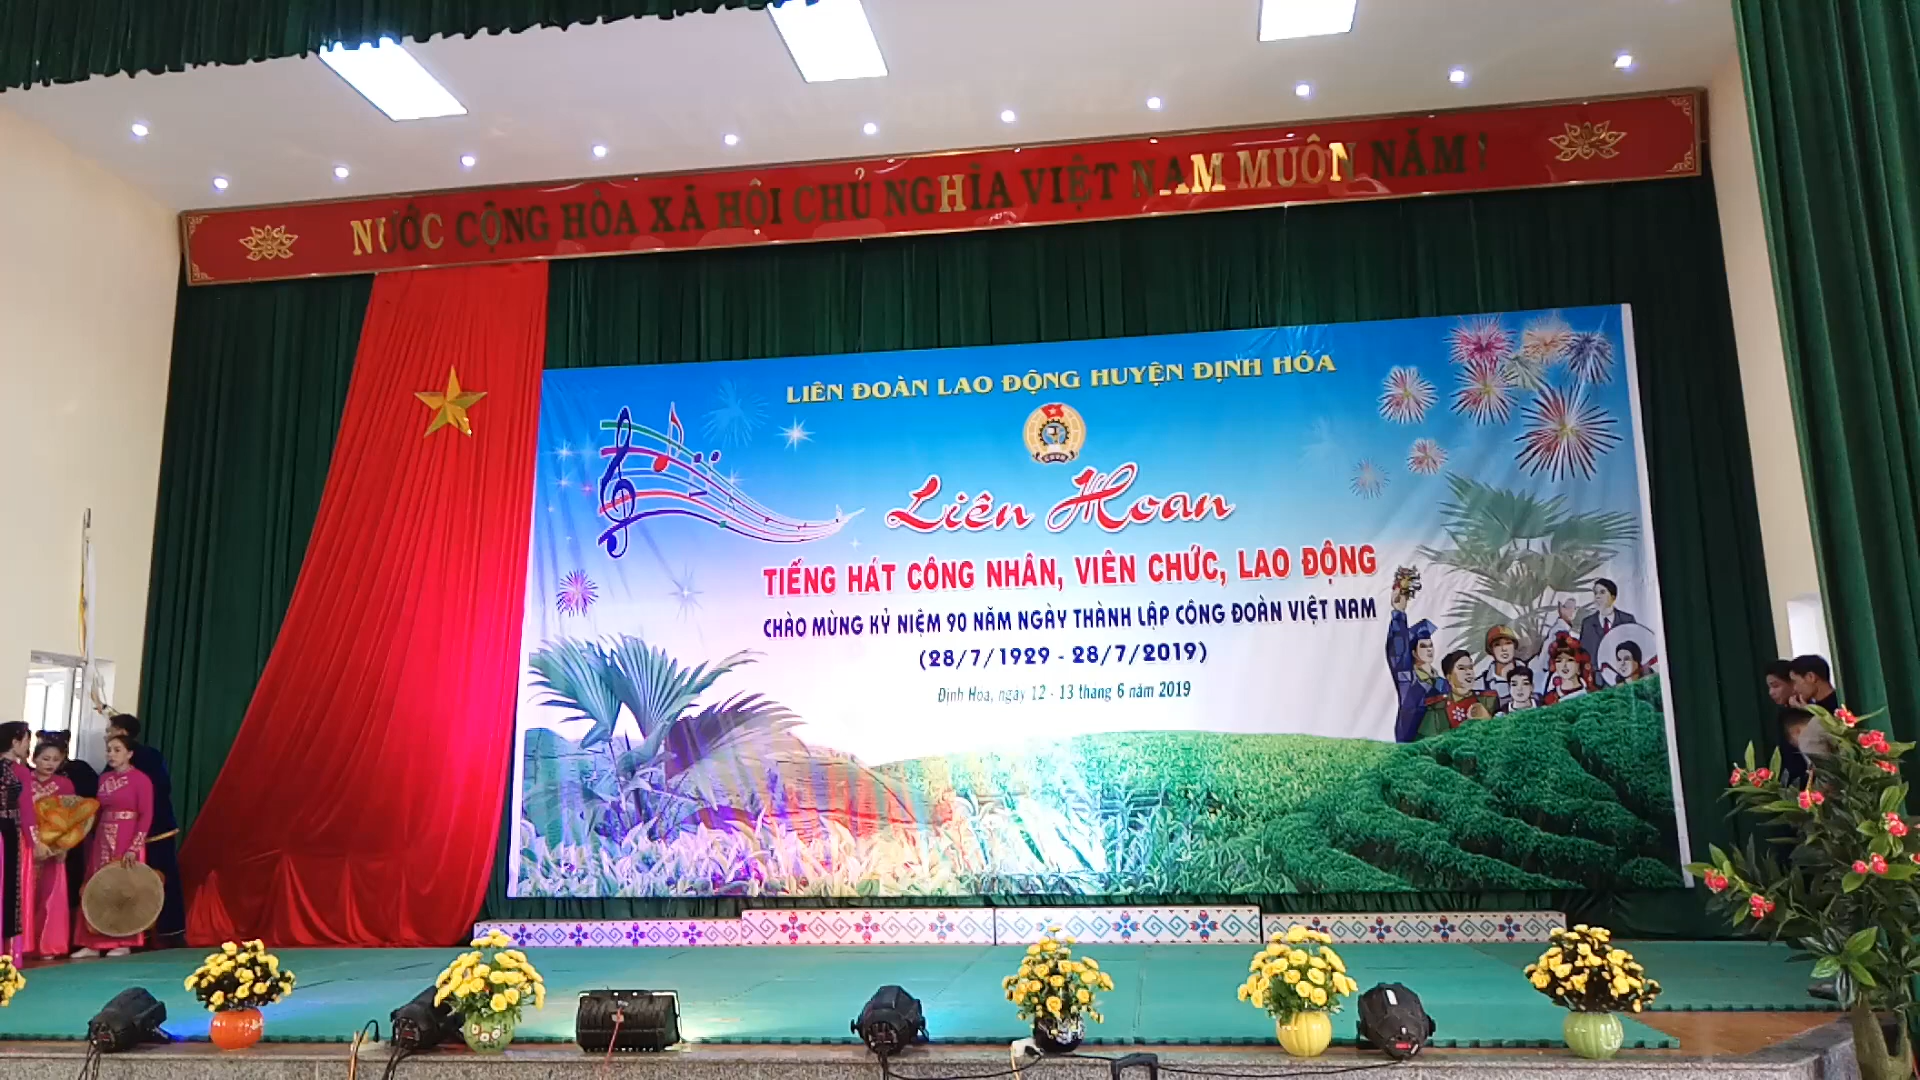 NƯỚC CỘNG HÒA XÃ HỘI CHỦ NGHĨA VIỆT NAM MUÔN NĂM !
LIÊN ĐOÀN LAO ĐỘNG HUYỆN ĐỊNH HÓA
Liên Hoan
TIẾNG HÁT CÔNG NHÂN, VIÊN CHỨC, LAO ĐỘNG
CHÀO MỪNG KỶ NIỆM 90 NĂM NGÀY THÀNH LẬP CÔNG ĐOÀN VIỆT NAM
(28/7/1929 - 28/7/2019)
Định Hóa, ngày 12 - 13 tháng 6 năm 2019